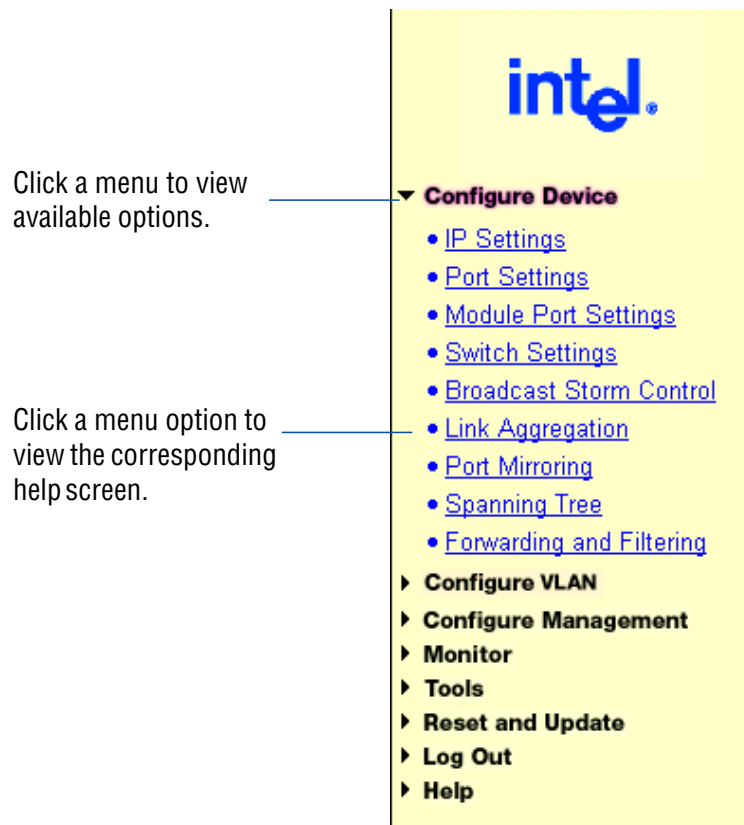 intel®
Click a menu to view
available options.
Configure Device
• IP Settings
• Port Settings
• Module Port Settings
• Switch Settings
• Broadcast Storm Control
Click a menu option to
view the corresponding
help screen.
• Link Aggregation
• Port Mirroring
• Spanning Tree
• Forwarding and Filtering
Configure VLAN
Configure Management
Monitor
Tools
Reset and Update
Log Out
Help